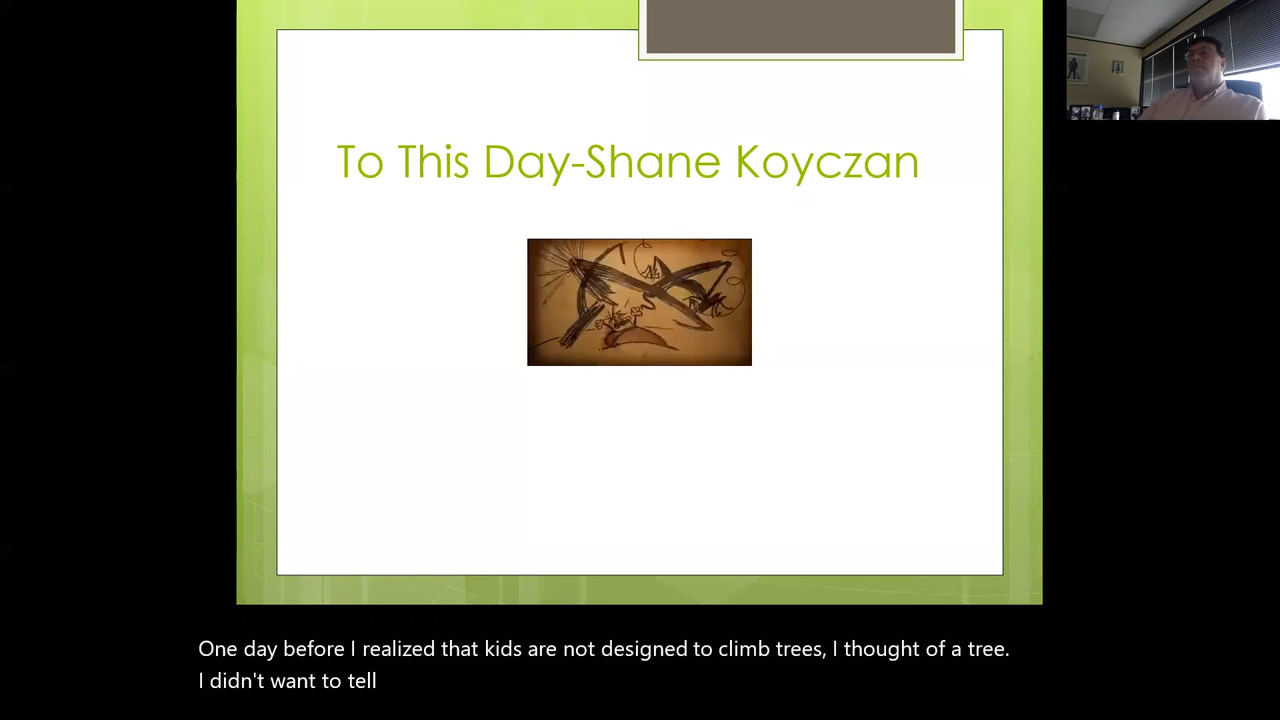 To This Day-Shane Koyczan
One day before I realized that kids are not designed to climb trees, I thought of a tree.
I didn't want to tell